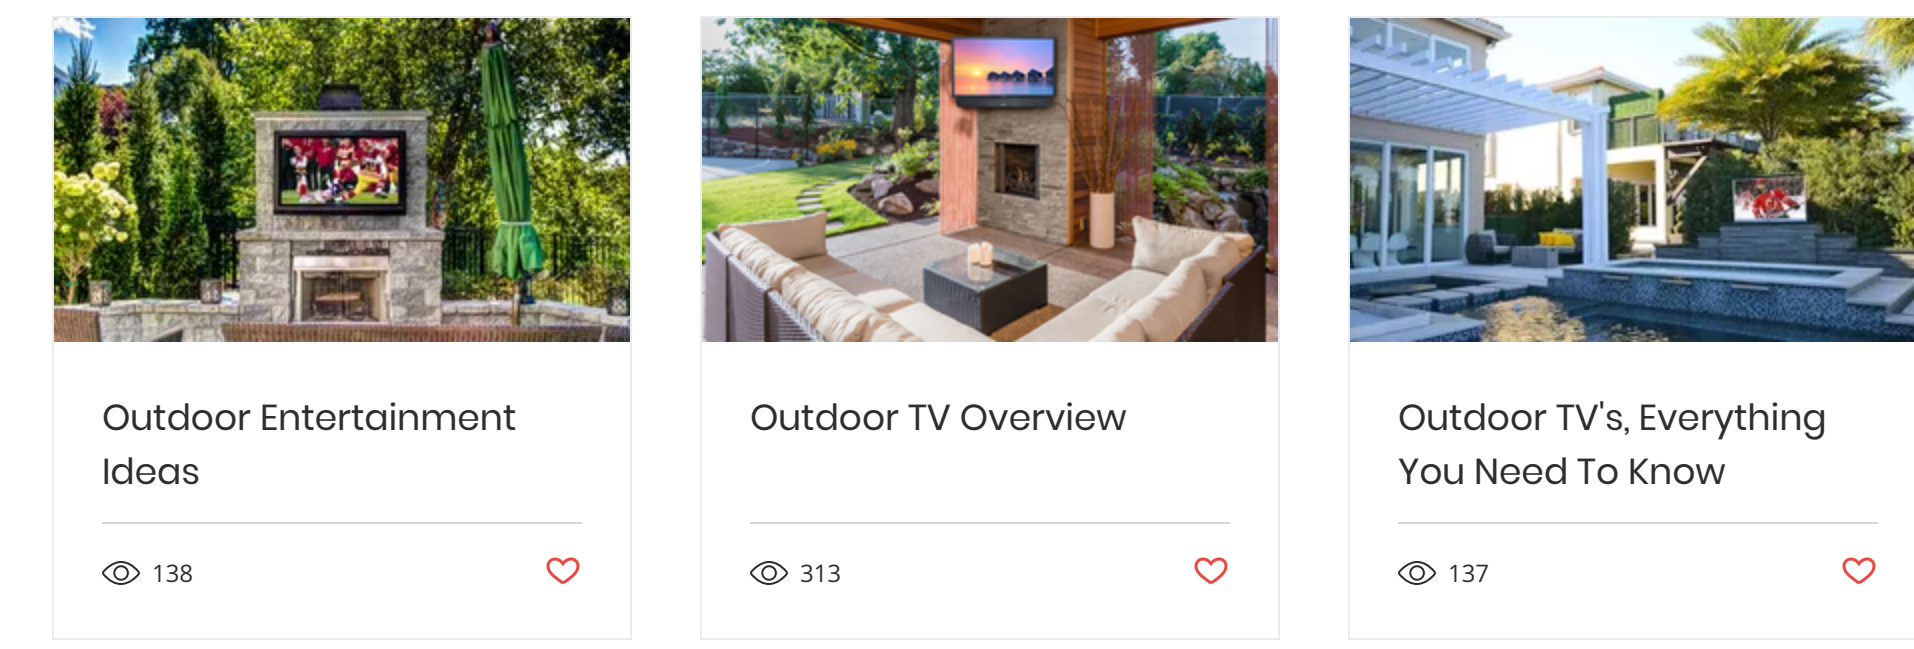 Outdoor Entertainment
Ideas
138
Outdoor TV Overview
313
Outdoor TV's, Everything
You Need To Know
137